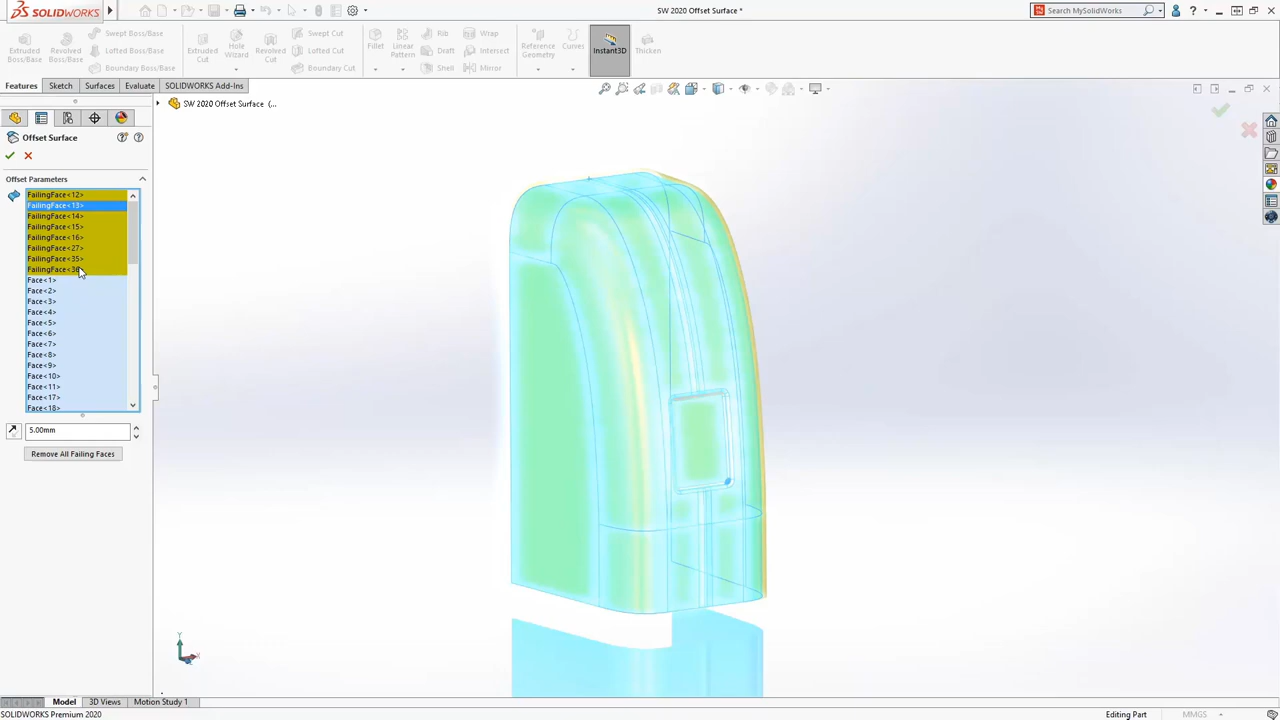 SOLIDWORKS
SW 2020 Offset Surface *
Search MySolidWorks
Extruded Boss/Base
Revolved Boss/Base
Swept Boss/Base
Lofted Boss/Base
Boundary Boss/Base
Extruded Cut
Hole Wizard
Revolved Cut
Swept Cut
Lofted Cut
Boundary Cut
Fillet
Linear Pattern
Rib
Draft
Shell
Wrap
Intersect
Mirror
Reference Geometry
Curves
Instant3D
Thicken
Features
Sketch
Surfaces
Evaluate
SOLIDWORKS Add-Ins
SW 2020 Offset Surface (...
Offset Surface
Offset Parameters
FailingFace<12>
FailingFace<13>
FailingFace<14>
FailingFace<15>
FailingFace<16>
FailingFace<27>
FailingFace<35>
Face<1>
Face<2>
Face<3>
Face<4>
Face<5>
Face<6>
Face<7>
Face<8>
Face<9>
Face<10>
Face<11>
Face<17>
Face<18>
5.00mm
Remove All Failing Faces
Y
X
Model
3D Views
Motion Study 1
SOLIDWORKS Premium 2020
Editing Part
MMGS